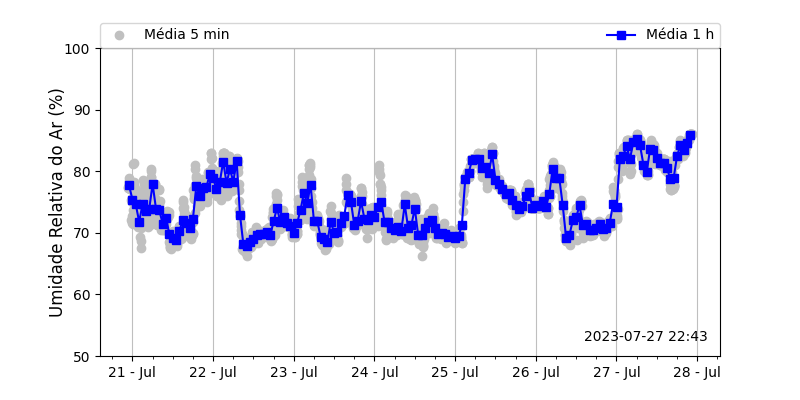 Média 5 min
Média 1 h
Umidade Relativa do Ar (%)
100
90
80
70
60
50
2023-07-27 22:43
21 - Jul
22 - Jul
23 - Jul
24 - Jul
25 - Jul
26 - Jul
27 - Jul
28 - Jul